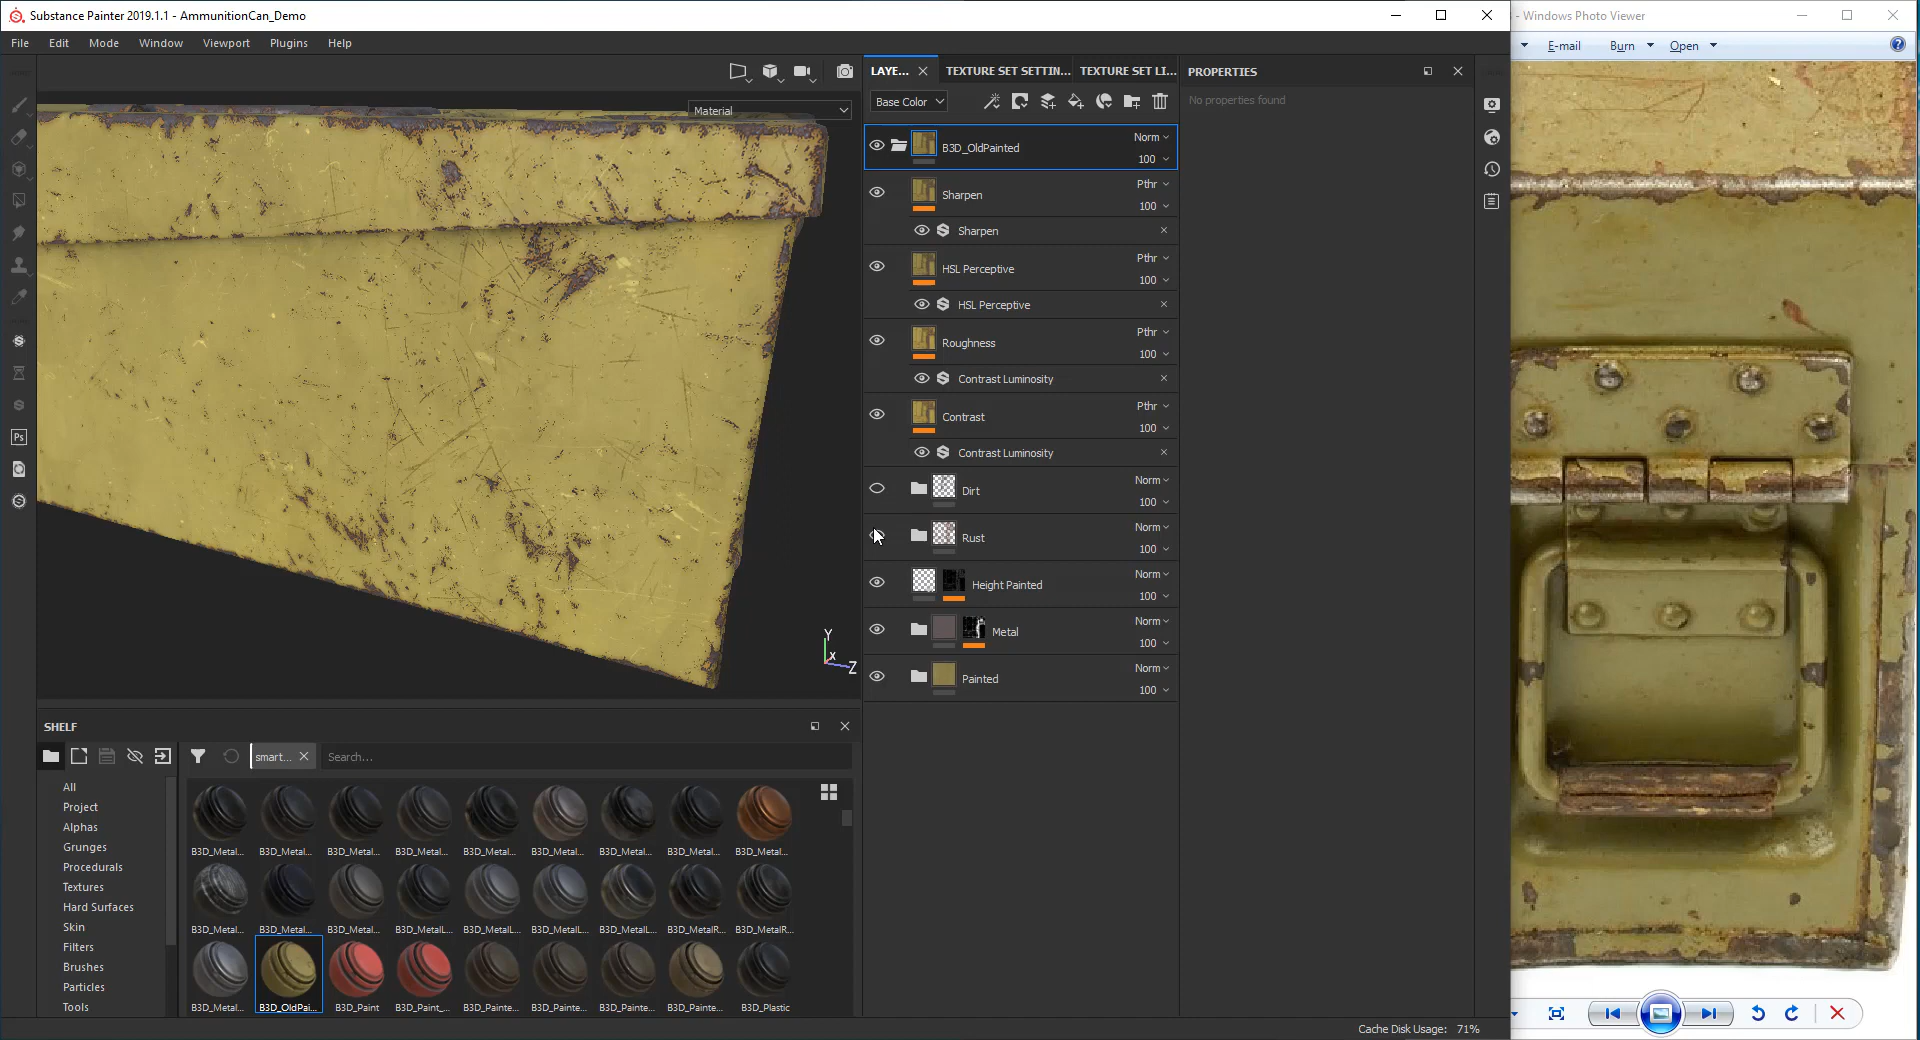 Substance Painter 2019.1.1 - AmmunitionCan_Demo
- Windows Photo Viewer
File Edit Mode Window Viewport Plugins Help
E-mail Burn Open
LAYE... TEXTURE SET SETTIN... TEXTURE SET LI... PROPERTIES
Base Color
No properties found
Material
B3D_OldPainted Norm
100
Sharpen Pthr
100
Sharpen
HSL Perceptive Pthr
100
HSL Perceptive
Roughness Pthr
100
Contrast Luminosity
Contrast Pthr
100
Contrast Luminosity
Dirt Norm
100
Rust Norm
100
Height Painted Norm
100
Metal Norm
100
Painted Norm
100
Y
X
Z
Ps
SHELF
smart... Search...
All
Project
Alphas
Grunges
Procedurals
Textures
Hard Surfaces
Skin
Filters
Brushes
Particles
Tools
B3D_Metal... B3D_Metal... B3D_Metal... B3D_Metal... B3D_Metal... B3D_Metal... B3D_Metal... B3D_Metal... B3D_Metal...
B3D_Metal... B3D_Metal... B3D_Metal... B3D_MetalL... B3D_MetalL... B3D_MetalL... B3D_MetalL... B3D_MetalR... B3D_MetalR...
B3D_Metal... B3D_OldPai... B3D_Paint B3D_Paint_... B3D_Painte... B3D_Painte... B3D_Painte... B3D_Painte... B3D_Plastic
Cache Disk Usage: 71%